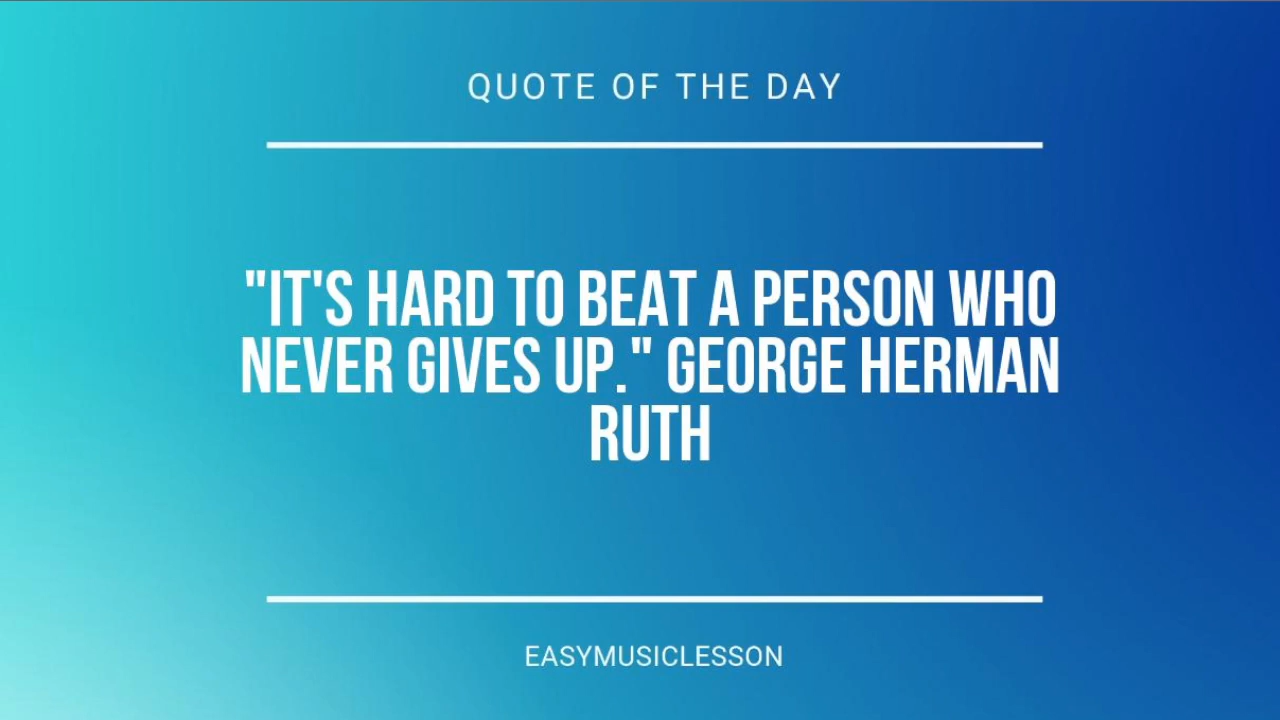 QUOTE OF THE DAY
"IT'S HARD TO BEAT A PERSON WHO
NEVER GIVES UP." GEORGE HERMAN
RUTH
EASYMUSICLESSON